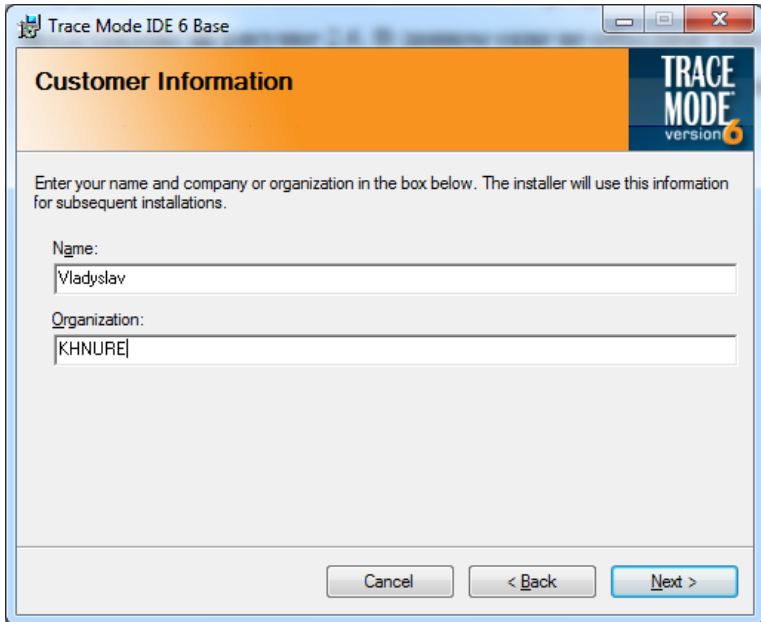 Trace Mode IDE 6 Base
Customer Information
TRACE
MODE
version 6
Enter your name and company or organization in the box below. The installer will use this information
for subsequent installations.
Name:
Vladyslav
Organization:
KHNURE
Cancel
< Back
Next >